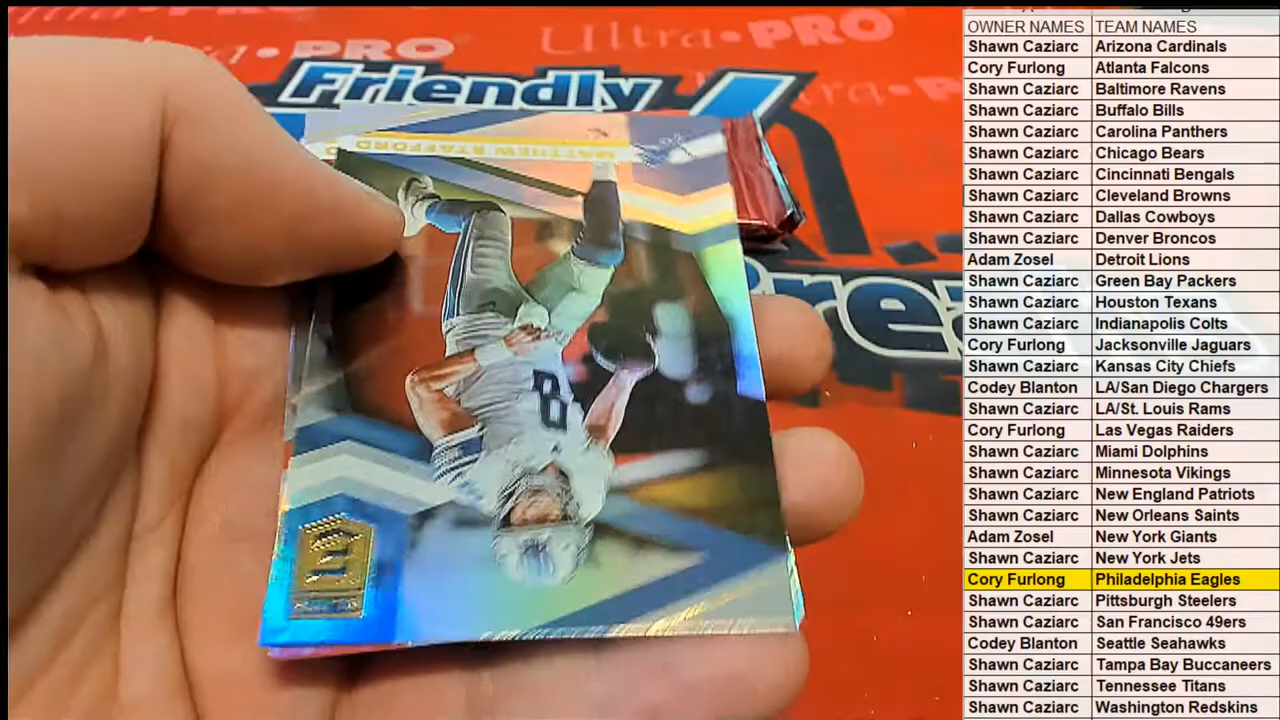 Ultra•PRO
Ultra•PRO
Friendly
MATTHEW STAFFORD
8
OWNER NAMES TEAM NAMES
Shawn Caziarc Arizona Cardinals
Cory Furlong Atlanta Falcons
Shawn Caziarc Baltimore Ravens
Shawn Caziarc Buffalo Bills
Shawn Caziarc Carolina Panthers
Shawn Caziarc Chicago Bears
Shawn Caziarc Cincinnati Bengals
Shawn Caziarc Cleveland Browns
Shawn Caziarc Dallas Cowboys
Shawn Caziarc Denver Broncos
Adam Zosel Detroit Lions
Shawn Caziarc Green Bay Packers
Shawn Caziarc Houston Texans
Shawn Caziarc Indianapolis Colts
Cory Furlong Jacksonville Jaguars
Shawn Caziarc Kansas City Chiefs
Codey Blanton LA/San Diego Chargers
Shawn Caziarc LA/St. Louis Rams
Cory Furlong Las Vegas Raiders
Shawn Caziarc Miami Dolphins
Shawn Caziarc Minnesota Vikings
Shawn Caziarc New England Patriots
Shawn Caziarc New Orleans Saints
Adam Zosel New York Giants
Shawn Caziarc New York Jets
Cory Furlong Philadelphia Eagles
Shawn Caziarc Pittsburgh Steelers
Shawn Caziarc San Francisco 49ers
Codey Blanton Seattle Seahawks
Shawn Caziarc Tampa Bay Buccaneers
Shawn Caziarc Tennessee Titans
Shawn Caziarc Washington Redskins